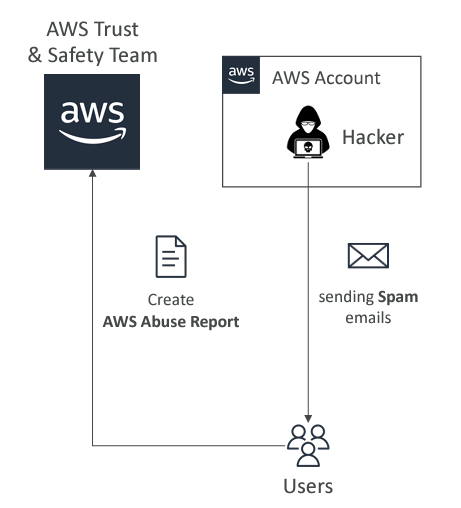 AWS Trust
& Safety Team
aws
aws
AWS Account
Hacker
Create
AWS Abuse Report
sending Spam
emails
Users